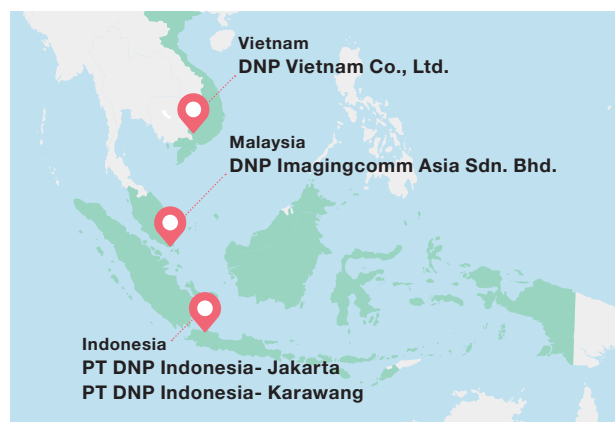 Vietnam
DNP Vietnam Co., Ltd.
Malaysia
DNP Imagingcomm Asia Sdn. Bhd.
Indonesia
PT DNP Indonesia- Jakarta
PT DNP Indonesia- Karawang